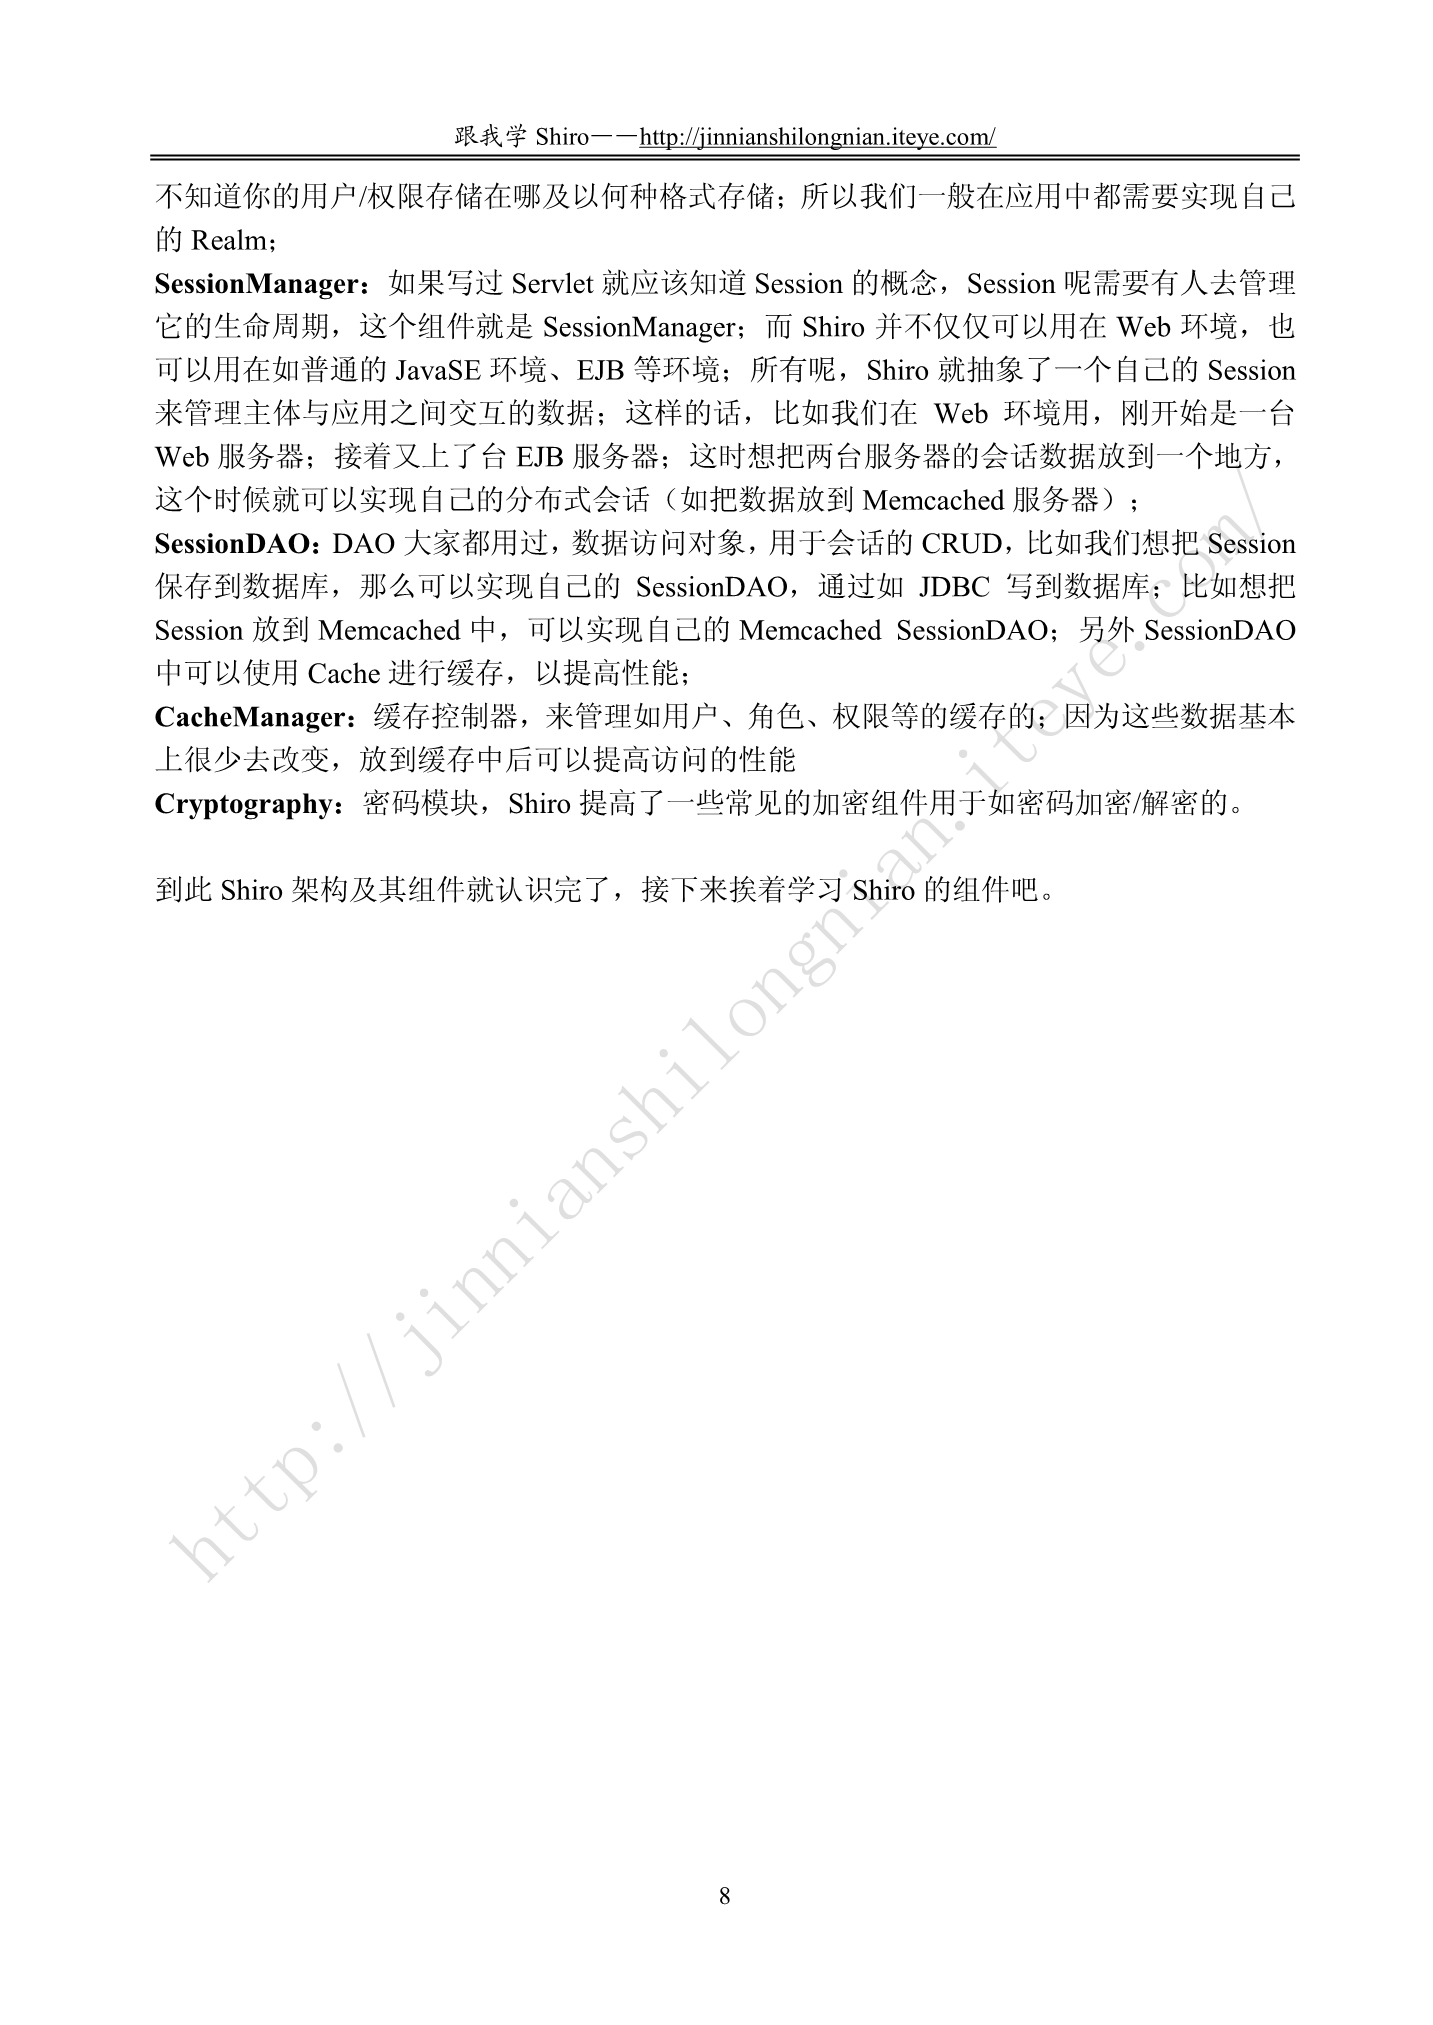 跟我学 Shiro——http://jinnianshilongnian.iteye.com/
不知道你的用户/权限存储在哪及以何种格式存储；所以我们一般在应用中都需要实现自己
的 Realm；
SessionManager：如果写过 Servlet 就应该知道 Session 的概念，Session 呢需要有人去管理
它的生命周期，这个组件就是 SessionManager；而 Shiro 并不仅仅可以用在 Web 环境，也
可以用在如普通的 JavaSE 环境、EJB 等环境；所有呢，Shiro 就抽象了一个自己的 Session
来管理主体与应用之间交互的数据；这样的话，比如我们在 Web 环境用，刚开始是一台
Web 服务器；接着又上了台 EJB 服务器；这时想把两台服务器的会话数据放到一个地方，
这个时候就可以实现自己的分布式会话（如把数据放到 Memcached 服务器）；
SessionDAO：DAO 大家都用过，数据访问对象，用于会话的 CRUD，比如我们想把 Session
保存到数据库，那么可以实现自己的 SessionDAO，通过如 JDBC 写到数据库；比如想把
Session 放到 Memcached 中，可以实现自己的 Memcached SessionDAO；另外 SessionDAO
中可以使用 Cache 进行缓存，以提高性能；
CacheManager：缓存控制器，来管理如用户、角色、权限等的缓存的；因为这些数据基本
上很少去改变，放到缓存中后可以提高访问的性能
Cryptography：密码模块，Shiro 提高了一些常见的加密组件用于如密码加密/解密的。
到此 Shiro 架构及其组件就认识完了，接下来挨着学习 Shiro 的组件吧。
http://jinnianshilongnian.iteye.com/
8